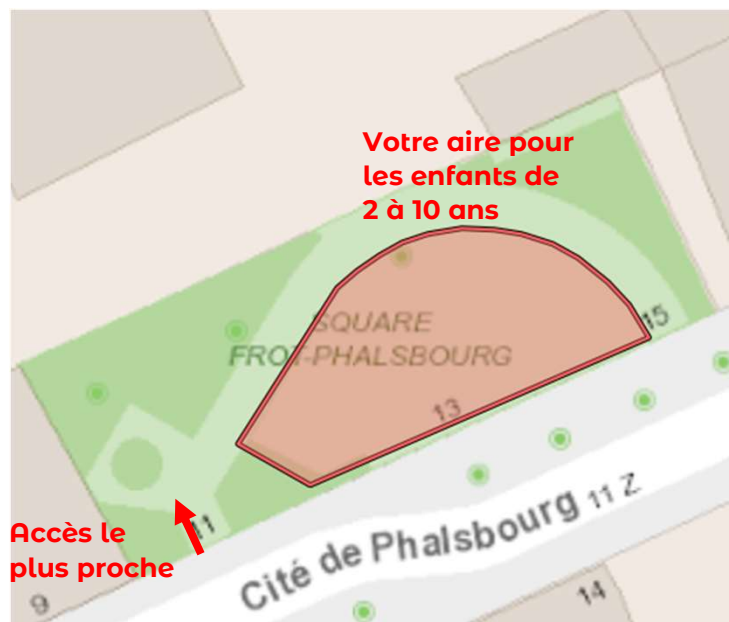 Votre aire pour
les enfants de
2 à 10 ans
SQUARE
FROT-PHALSBOURG
15
13
11
Accès le
plus proche
Cité de Phalsbourg 11 Z
9
14